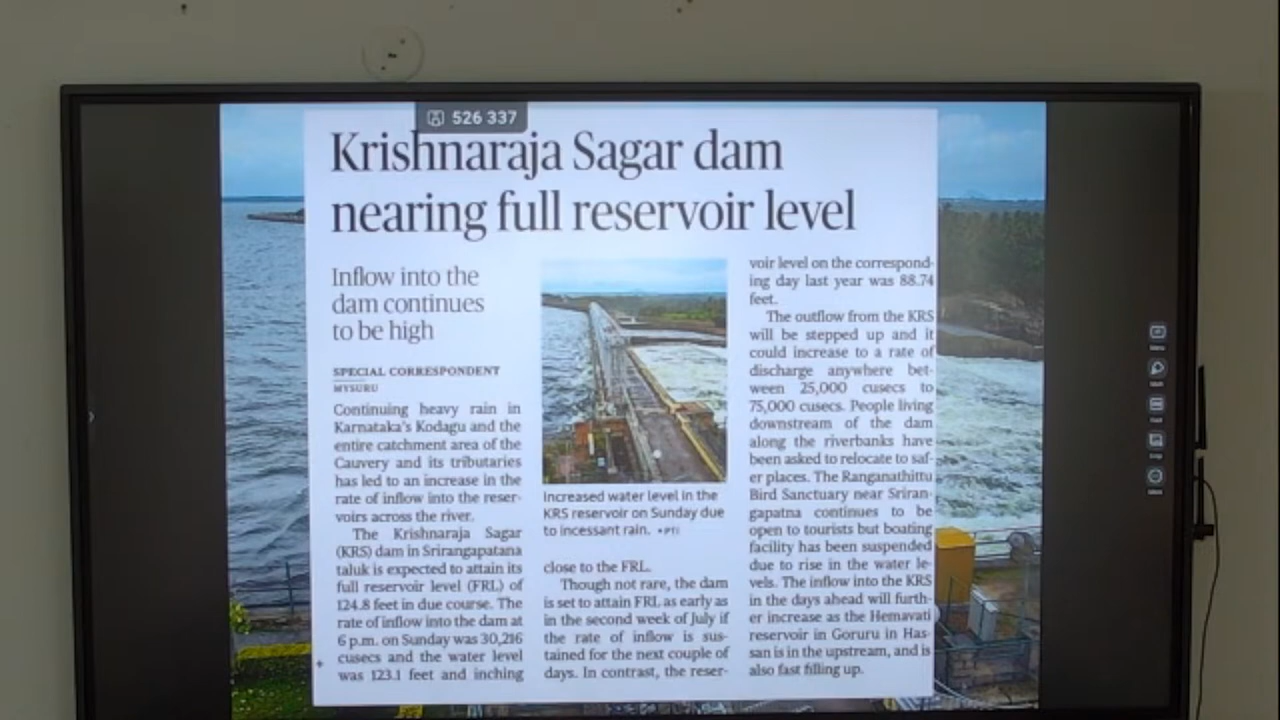 526 337
Krishnaraja Sagar dam
nearing full reservoir level
Inflow into the
dam continues
to be high
SPECIAL CORRESPONDENT
MYSURU
Continuing heavy rain in
Karnataka's Kodagu and the
entire catchment area of the
Cauvery and its tributaries
has led to an increase in the
rate of inflow into the reser-
voirs across the river.
The Krishnaraja Sagar
(KRS) dam in Srirangapatana
taluk is expected to attain its
full reservoir level (FRL) of
124.8 feet in due course. The
rate of inflow into the dam at
6 p.m. on Sunday was 30,216
cusecs and the water level
was 123.1 feet and inching
Increased water level in the
KRS reservoir on Sunday due
to incessant rain. • PTI
close to the FRL.
Though not rare, the dam
is set to attain FRL as early as
in the second week of July if
the rate of inflow is sus-
tained for the next couple of
days. In contrast, the reser-
voir level on the correspond-
ing day last year was 88.74
feet.
The outflow from the KRS
will be stepped up and it
could increase to a rate of
discharge anywhere bet-
ween 25,000 cusecs to
75,000 cusecs. People living
downstream of the dam
along the riverbanks have
been asked to relocate to saf-
er places. The Ranganathittu
Bird Sanctuary near Sriran-
gapatna continues to be
open to tourists but boating
facility has been suspended
due to rise in the water le-
vels. The inflow into the KRS
in the days ahead will furth-
er increase as the Hemavati
reservoir in Goruru in Has-
san is in the upstream, and is
also fast filling up.